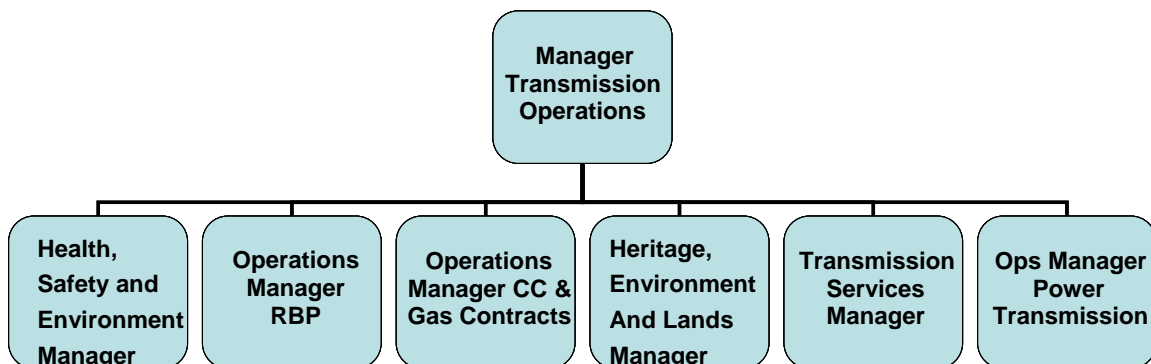 Manager
Transmission
Operations
Health,
Safety and
Environment
Manager
Operations
Manager
RBP
Operations
Manager CC &
Gas Contracts
Heritage,
Environment
And Lands
Manager
Transmission
Services
Manager
Ops Manager
Power
Transmission